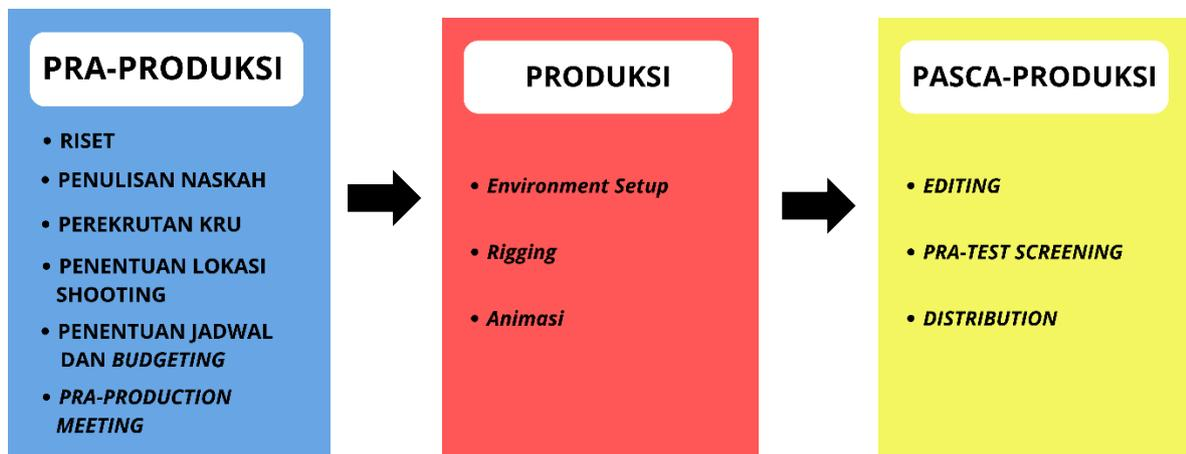 PRA-PRODUKSI
• RISET
• PENULISAN NASKAH
• PEREKRUTAN KRU
• PENENTUAN LOKASI
SHOOTING
• PENENTUAN JADWAL
DAN BUDGETING
• PRA-PRODUCTION
MEETING
PRODUKSI
• Environment Setup
• Rigging
• Animasi
PASCA-PRODUKSI
• EDITING
• PRA-TEST SCREENING
• DISTRIBUTION